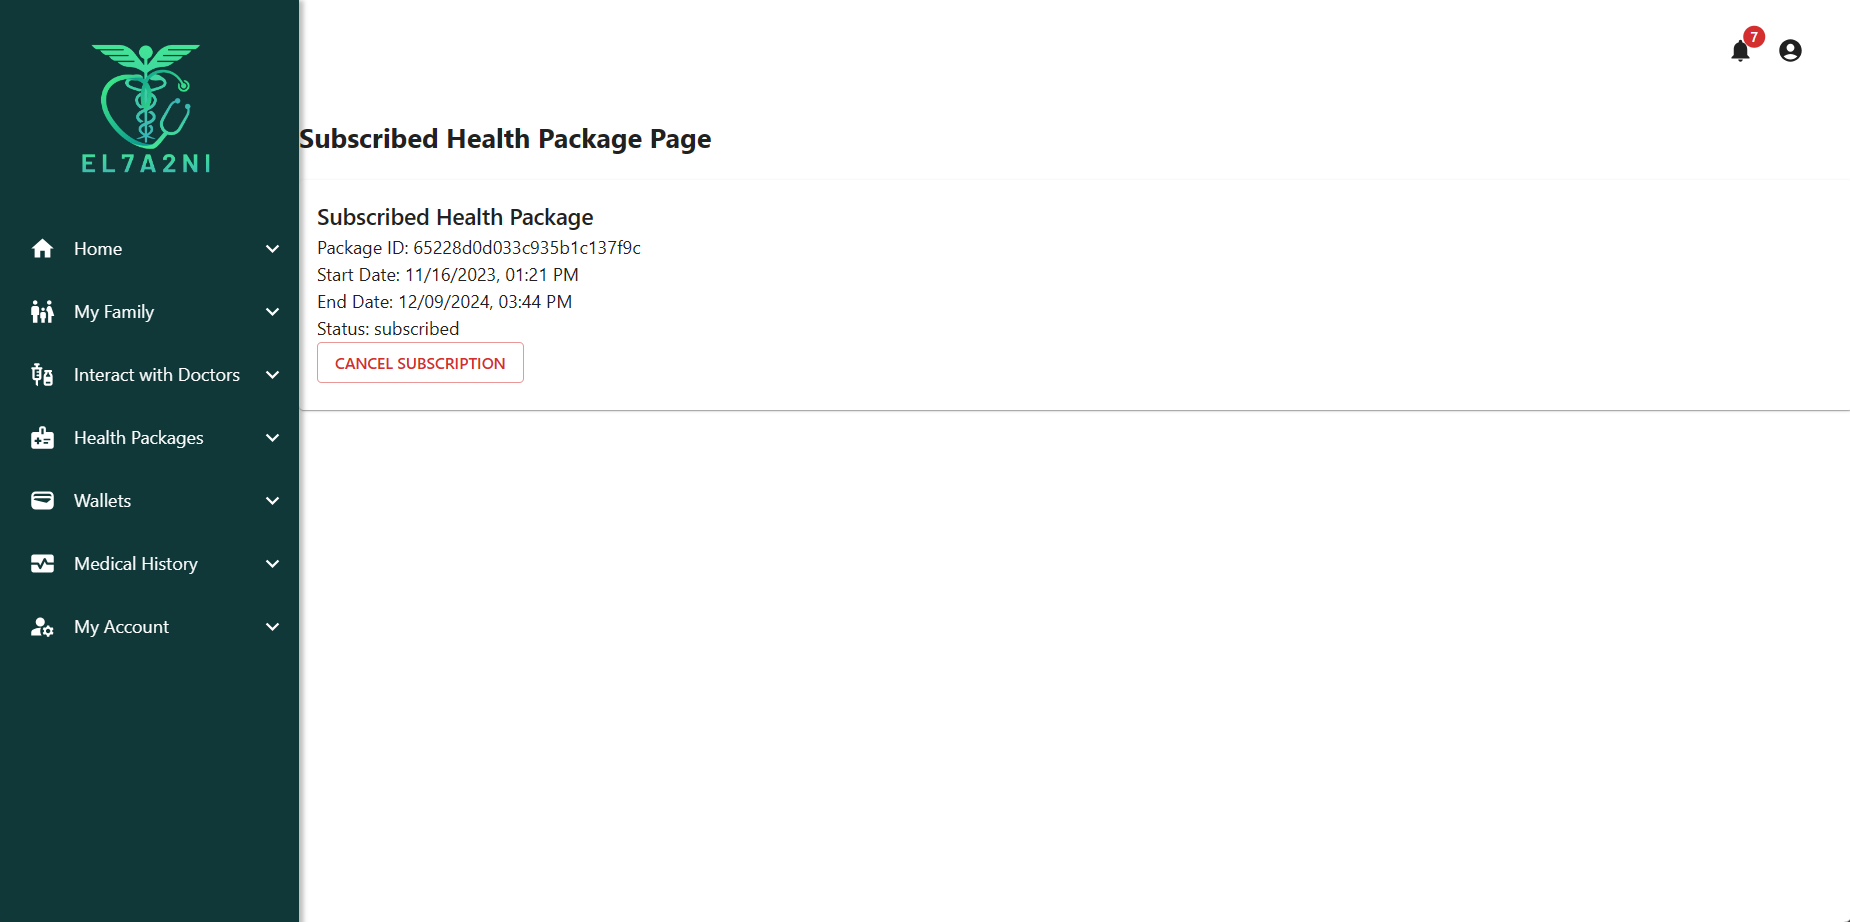 EL7A2NI
Home
My Family
Interact with Doctors
Health Packages
Wallets
Medical History
My Account
7
Subscribed Health Package Page
Subscribed Health Package
Package ID: 65228d0d033c935b1c137f9c
Start Date: 11/16/2023, 01:21 PM
End Date: 12/09/2024, 03:44 PM
Status: subscribed
CANCEL SUBSCRIPTION